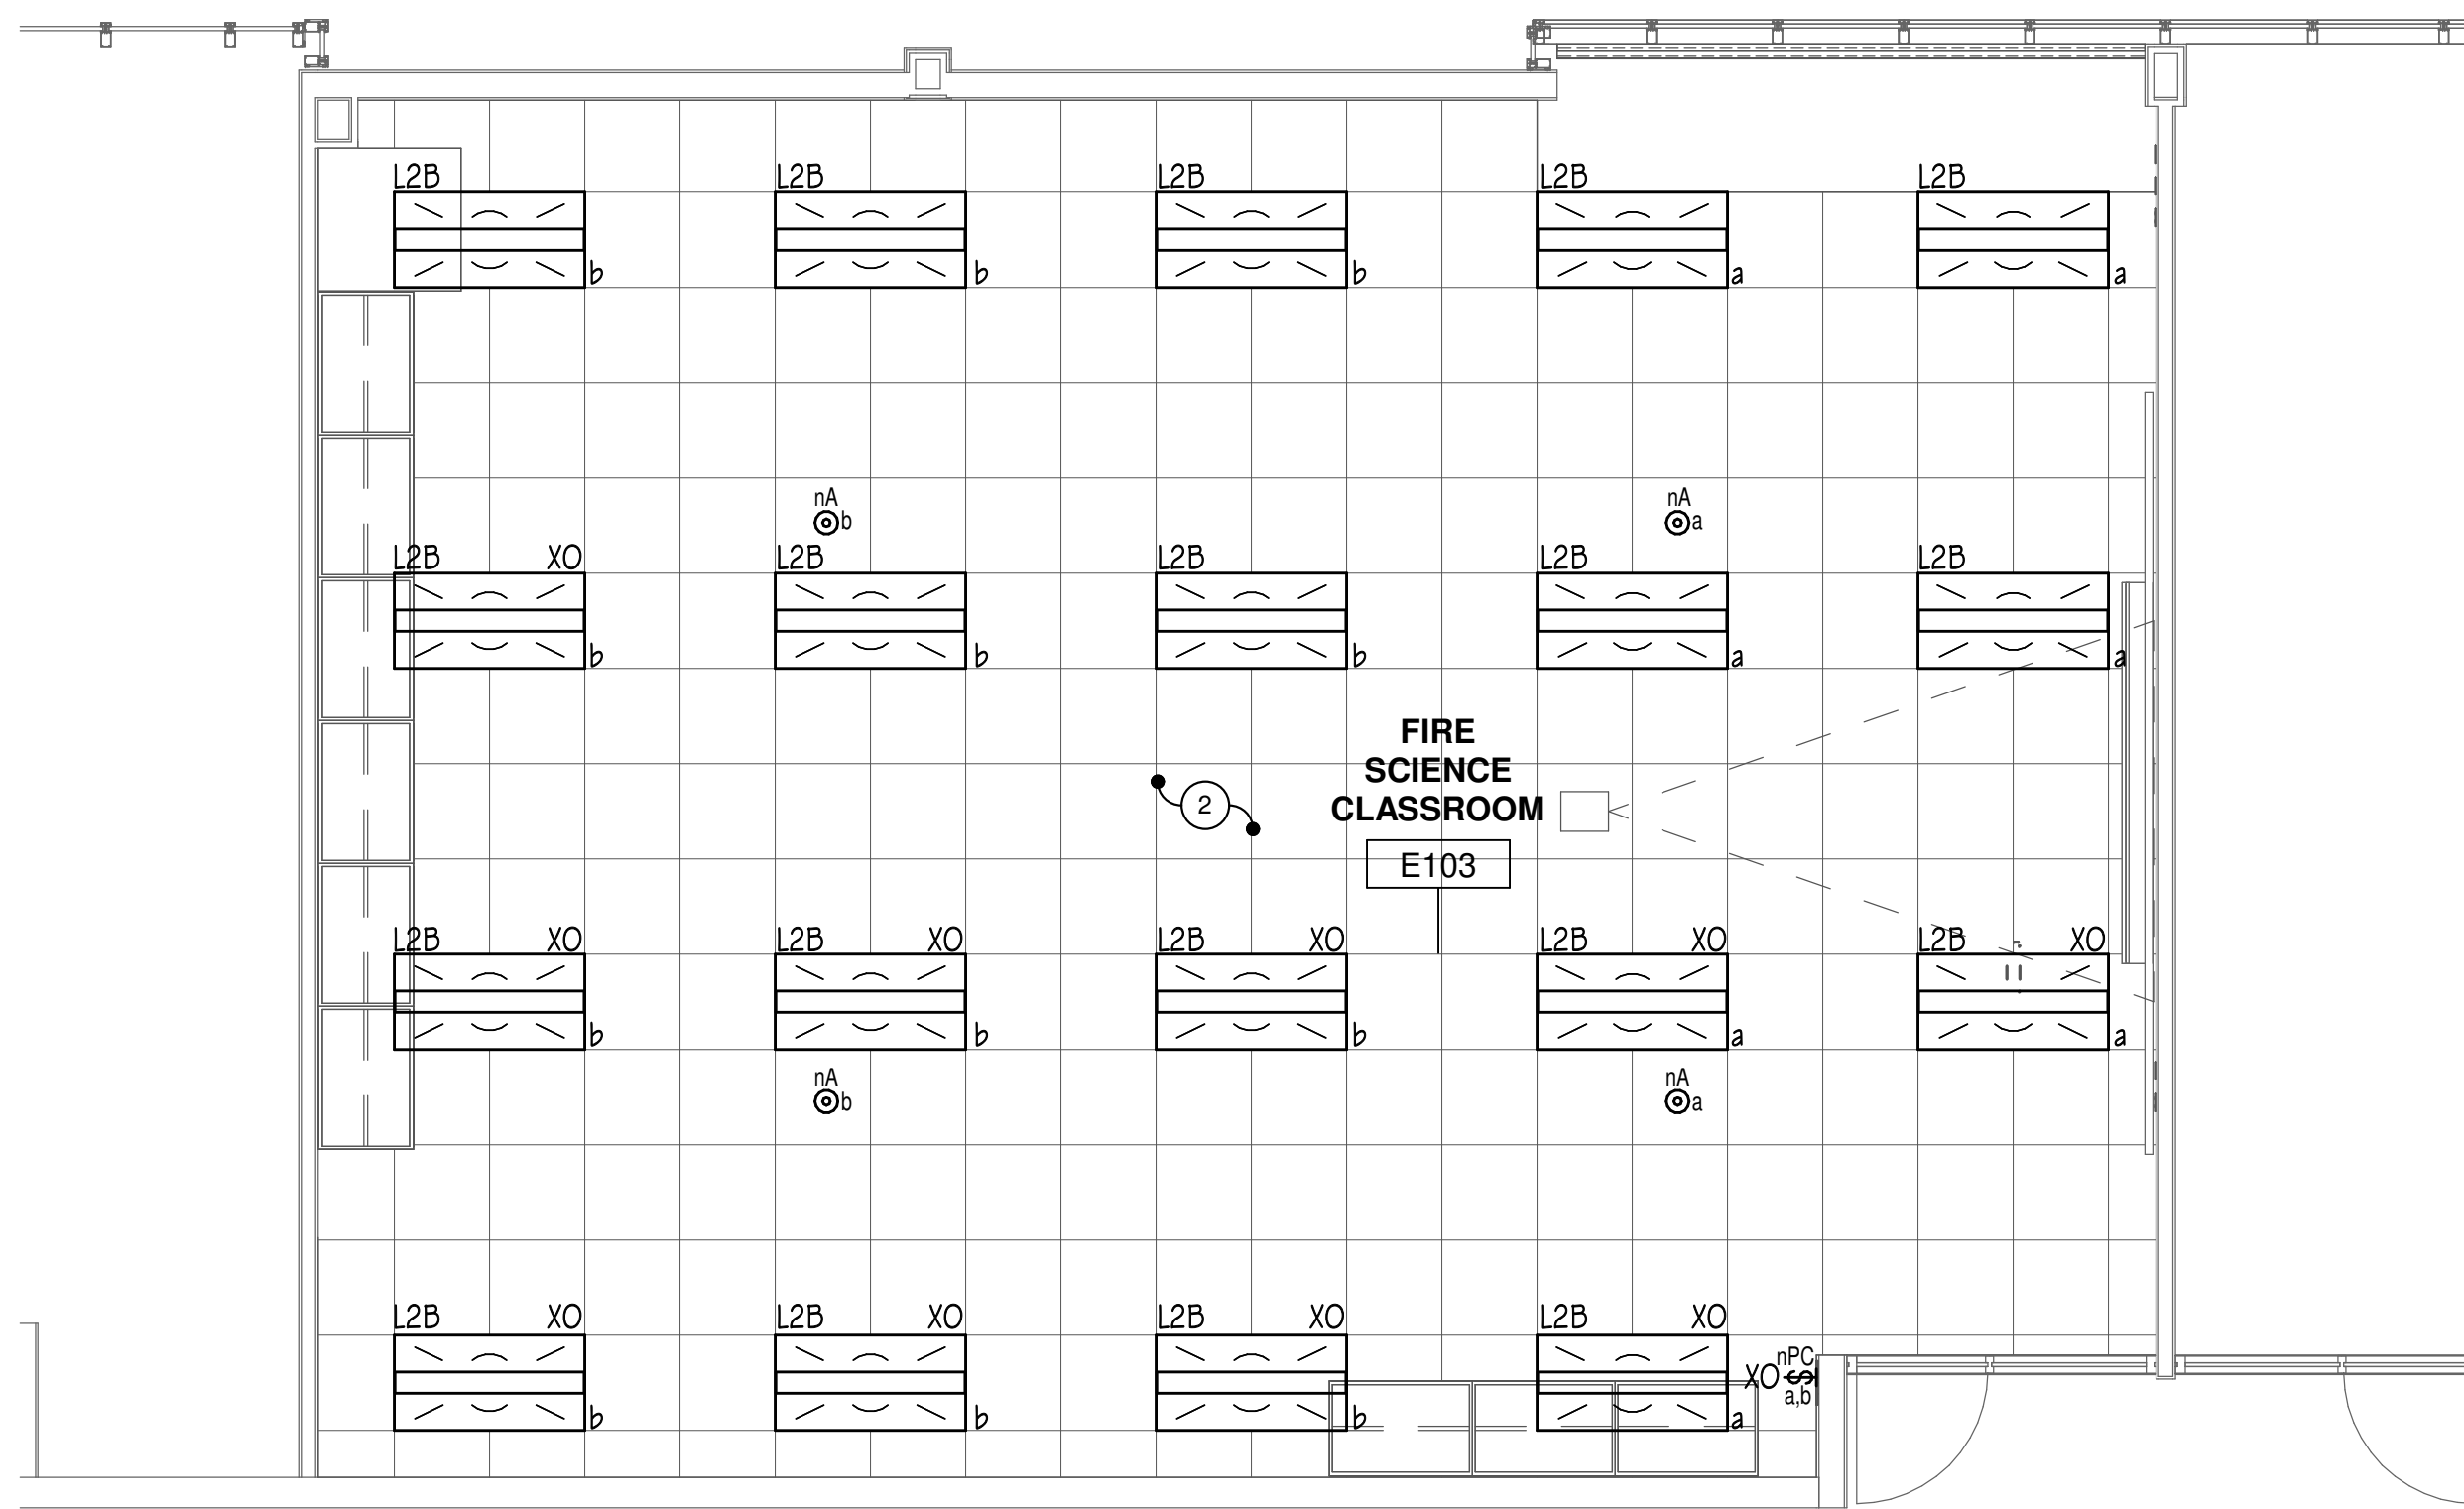 L2B L2B L2B L2B L2B
b b b a a
nA nA
b a
L2B XO L2B L2B L2B L2B
b b b a a
FIRE
SCIENCE
CLASSROOM
2
E103
L2B XO L2B XO L2B XO L2B XO L2B XO
b b b a a
nA nA
b a
L2B XO L2B XO L2B XO L2B XO
nPC
XO S
a,b
b b b a